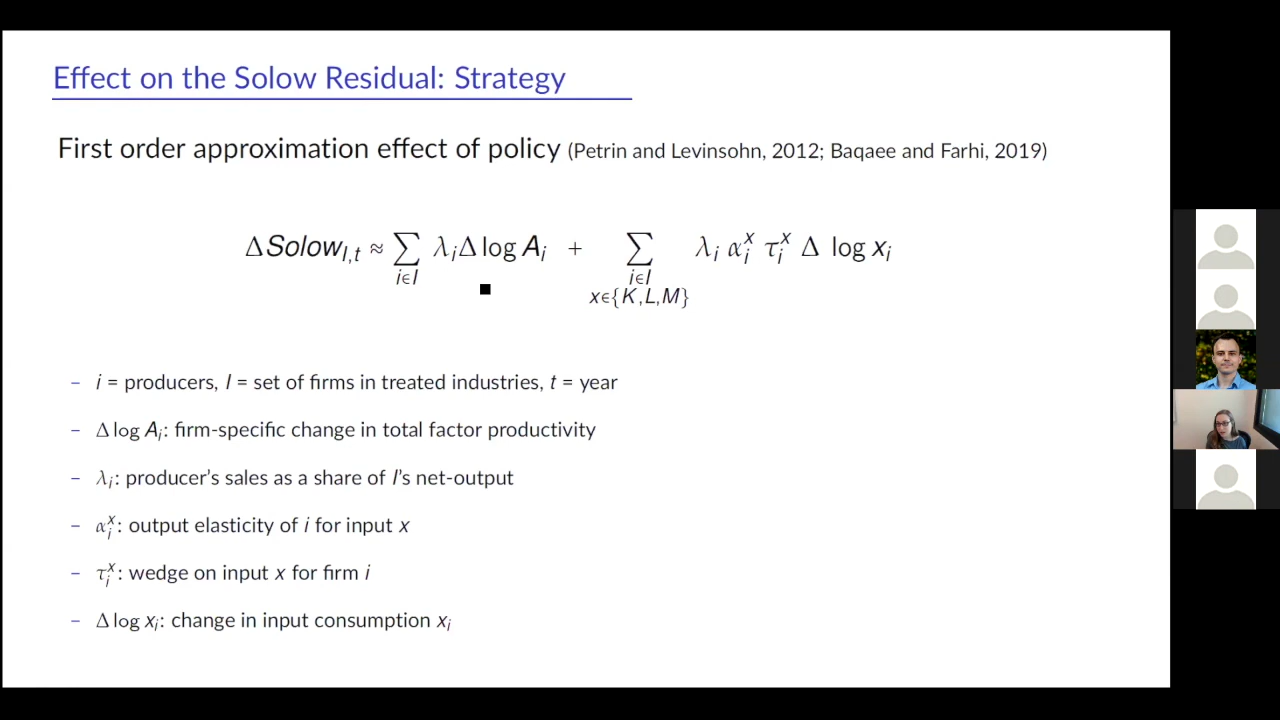 Effect on the Solow Residual: Strategy
First order approximation effect of policy (Petrin and Levinsohn, 2012; Baqaee and Farhi, 2019)
ΔSolow_{I,t} ≈ ∑_{i∈I} λ_i Δ log A_i + ∑_{i∈I, x∈{K,L,M}} λ_i α_i^x τ_i^x Δ log x_i
– i = producers, I = set of firms in treated industries, t = year
– Δ log A_i: firm-specific change in total factor productivity
– λ_i: producer's sales as a share of I's net-output
– α_i^x: output elasticity of i for input x
– τ_i^x: wedge on input x for firm i
– Δ log x_i: change in input consumption x_i